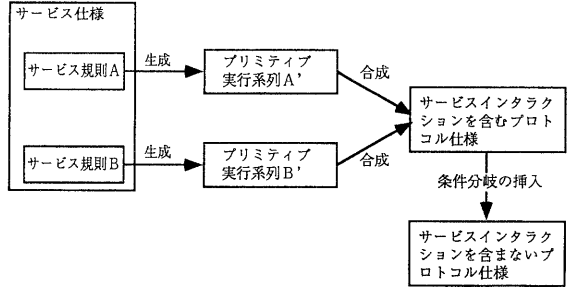 サービス仕様
サービス規則A
生成
プリミティブ
実行系列A'
合成
サービスインタラク
ションを含むプロト
コル仕様
サービス規則B
生成
プリミティブ
実行系列B'
合成
条件分岐の挿入
サービスインタラク
ションを含まないプ
ロトコル仕様